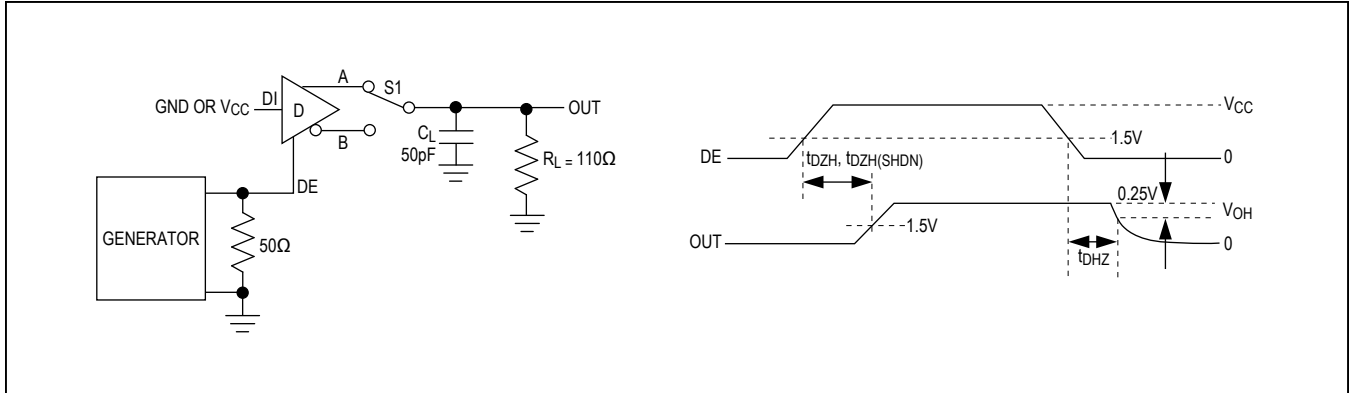 A
S1
GND OR VCC
DI
D
OUT
B
CL
50pF
RL = 110Ω
DE
GENERATOR
50Ω
VCC
1.5V
DE
0
tDZH, tDZH(SHDN)
0.25V
VOH
1.5V
OUT
0
tDHZ